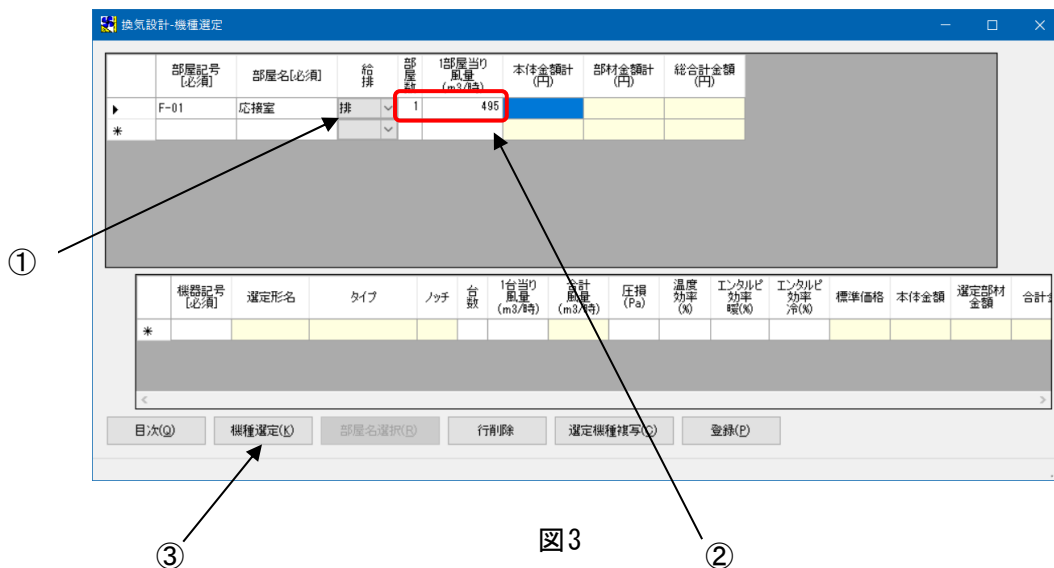 換気設計-機種選定
部屋記号
[必須]
部屋名[必須]
給
排
部
屋
数
1部屋当り
風量
(m3/時)
本体金額計
(円)
部材金額計
(円)
総合計金額
(円)
F-01
応接室
排
1
495
①
機器記号
[必須]
選定形名
タイプ
ノッチ
台
数
1台当り
風量
(m3/時)
合計
風量
(m3/時)
圧損
(Pa)
温度
効率
(%)
エンタルピ
効率
暖(%)
エンタルピ
効率
冷(%)
標準価格
本体金額
選定部材
金額
合計
目次(Q)
機種選定(K)
部屋名選択(R)
行削除
選定機種複写(C)
登録(P)
③
図3
②